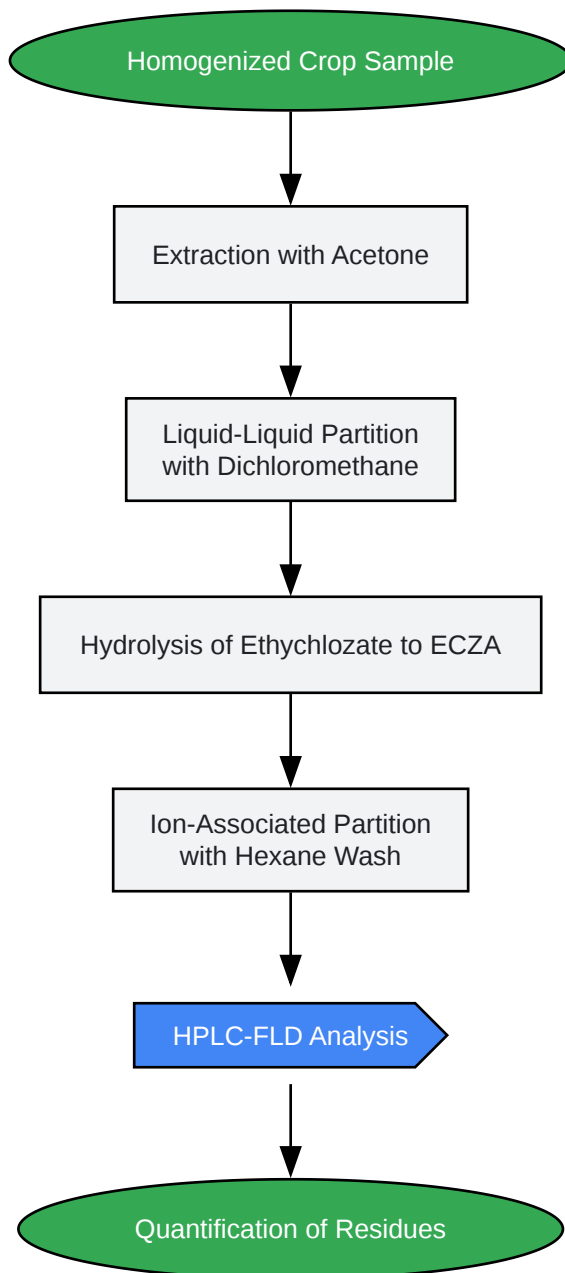 Homogenized Crop Sample
Extraction with Acetone
Liquid-Liquid Partition
with Dichloromethane
Hydrolysis of Ethychlozate to ECZA
Ion-Associated Partition
with Hexane Wash
HPLC-FLD Analysis
Quantification of Residues